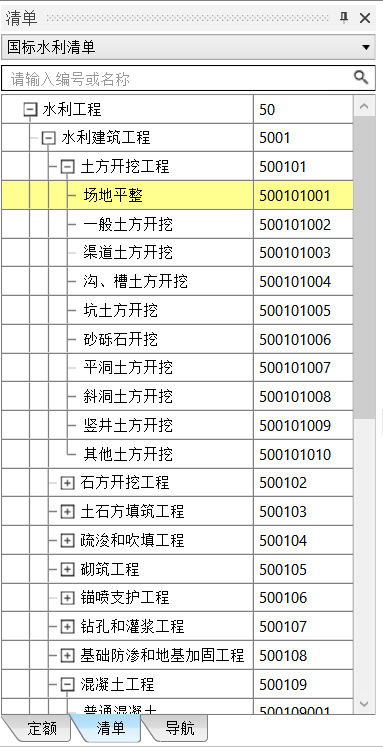 清单
国标水利清单
请输入编号或名称
水利工程 50
水利建筑工程 5001
土方开挖工程 500101
场地平整 500101001
一般土方开挖 500101002
渠道土方开挖 500101003
沟、槽土方开挖 500101004
坑土方开挖 500101005
砂砾石开挖 500101006
平洞土方开挖 500101007
斜洞土方开挖 500101008
竖井土方开挖 500101009
其他土方开挖 500101010
石方开挖工程 500102
土石方填筑工程 500103
疏浚和吹填工程 500104
砌筑工程 500105
锚喷支护工程 500106
钻孔和灌浆工程 500107
基础防渗和地基加固工程 500108
混凝土工程 500109
普通混凝土 500109001
定额 清单 导航